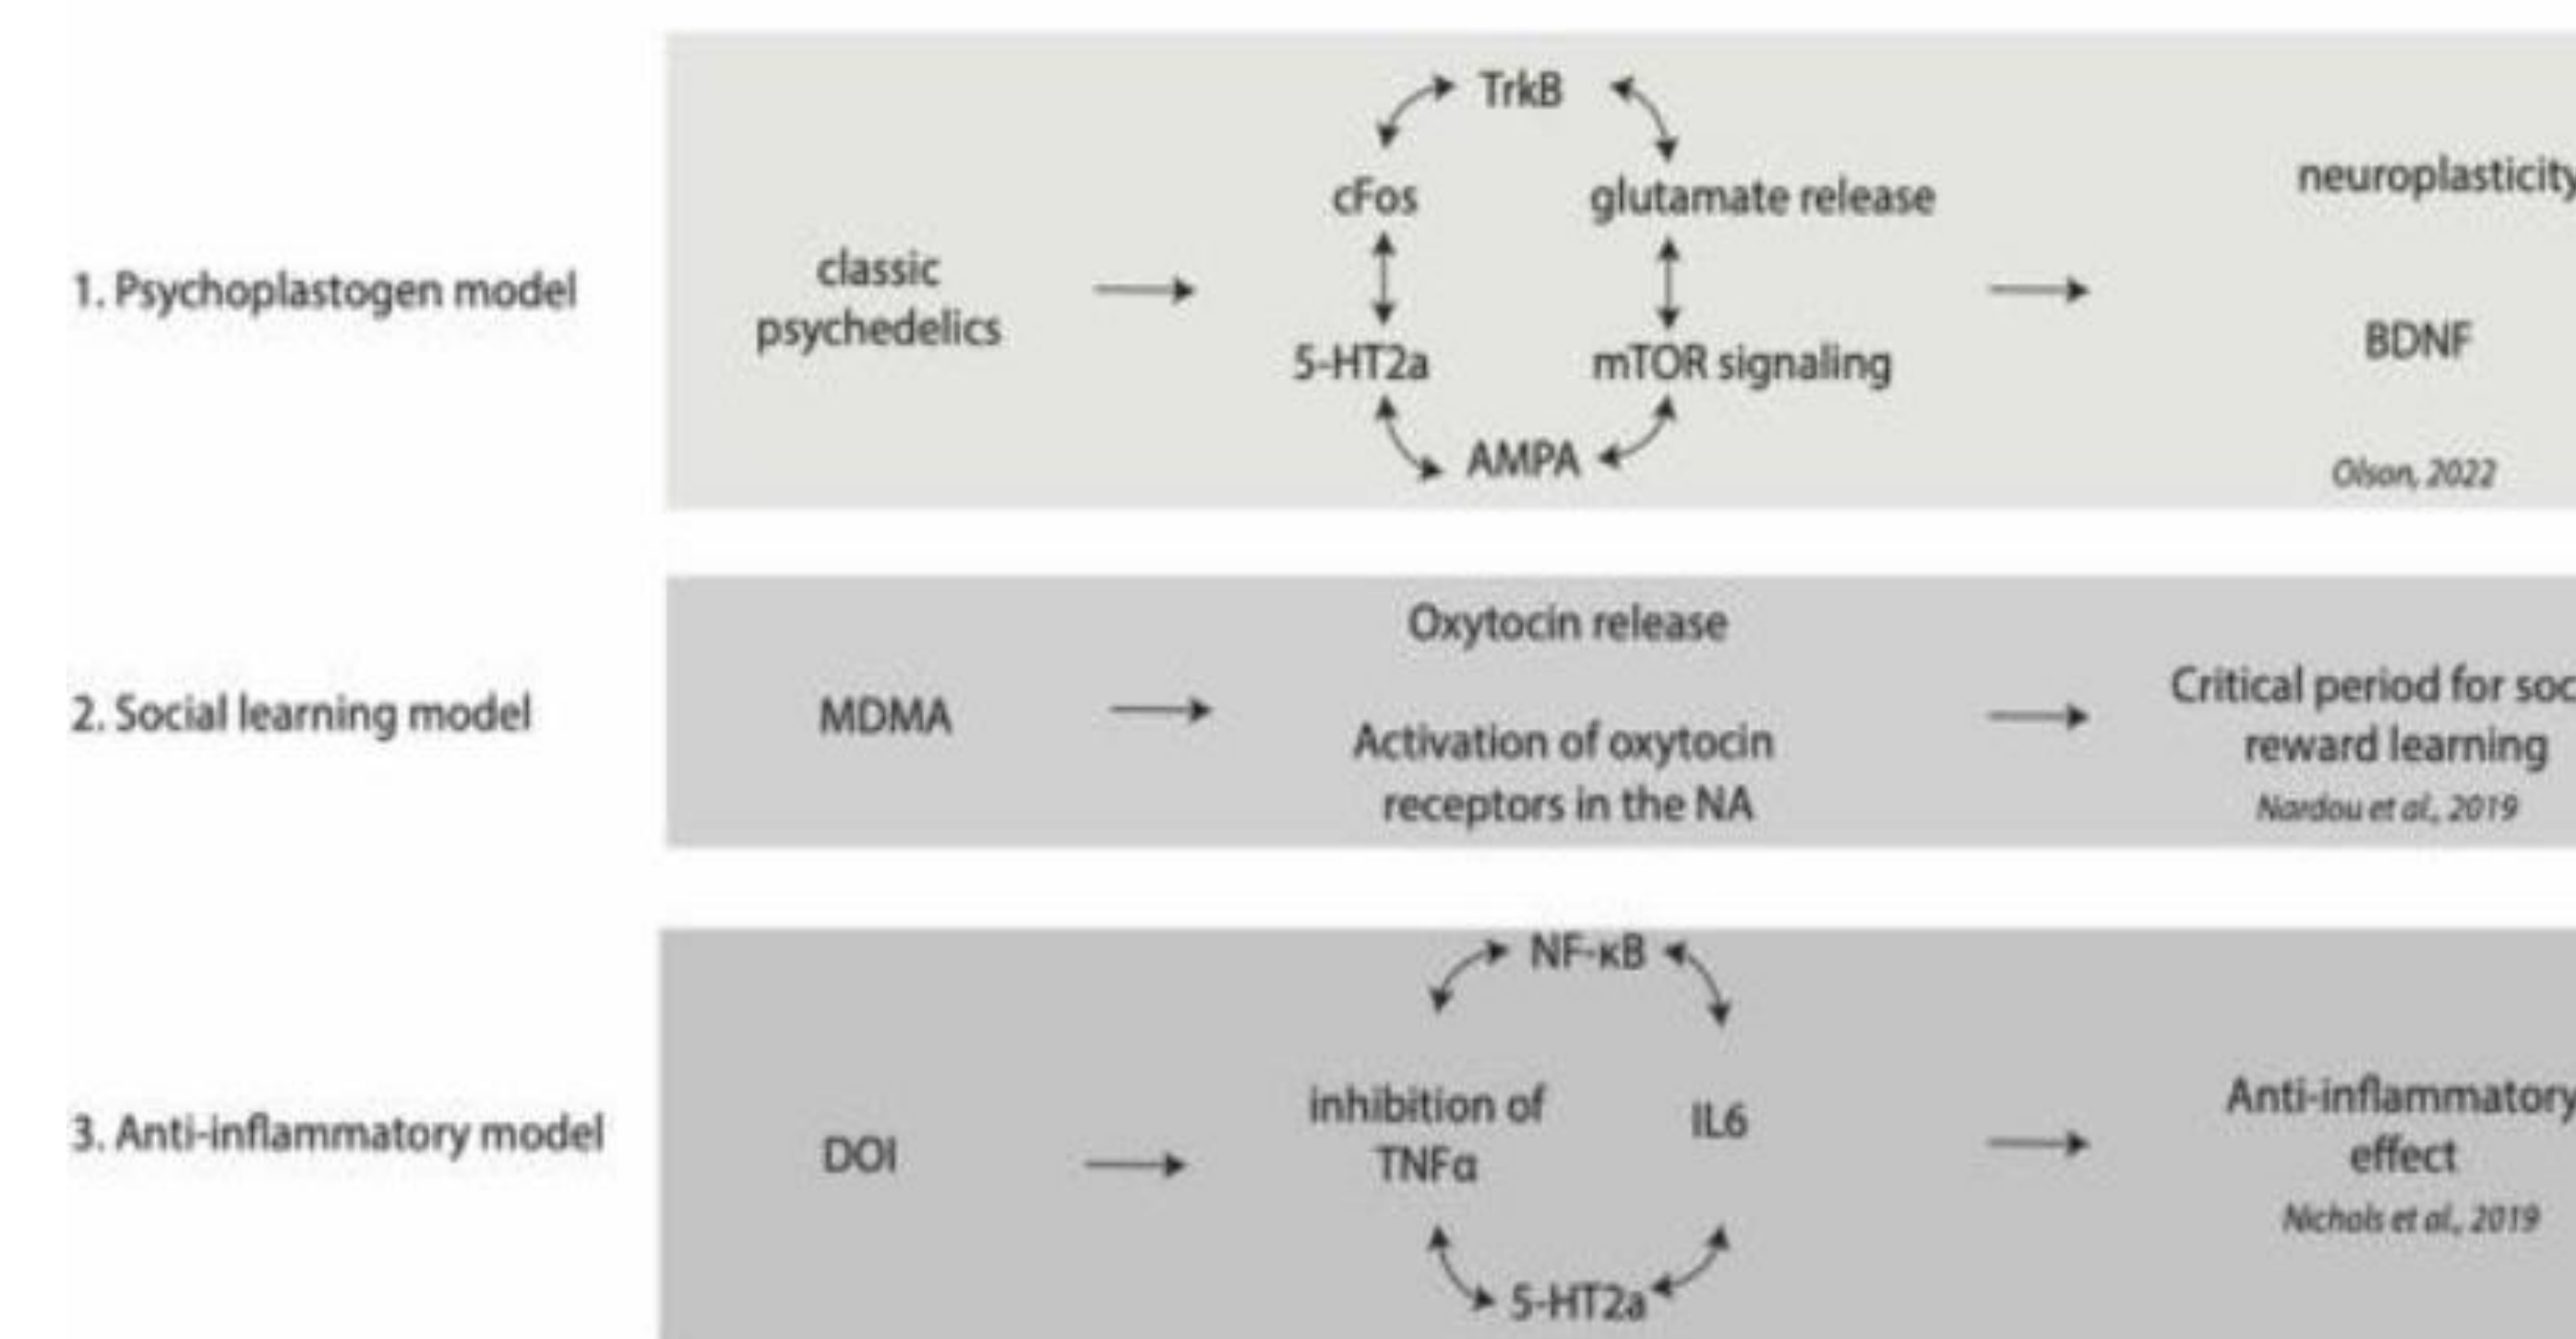 TrkB
cFos
glutamate release
neuroplasticity
1. Psychoplastogen model
classic
psychedelics
5-HT2a
mTOR signaling
BDNF
AMPA
Olson, 2022
Oxytocin release
2. Social learning model
MDMA
Activation of oxytocin
receptors in the NA
Critical period for soc
reward learning
Nardou et al., 2019
NF-κB
3. Anti-inflammatory model
DOI
inhibition of
TNFα
IL6
Anti-inflammatory
effect
Nichols et al., 2019
5-HT2a